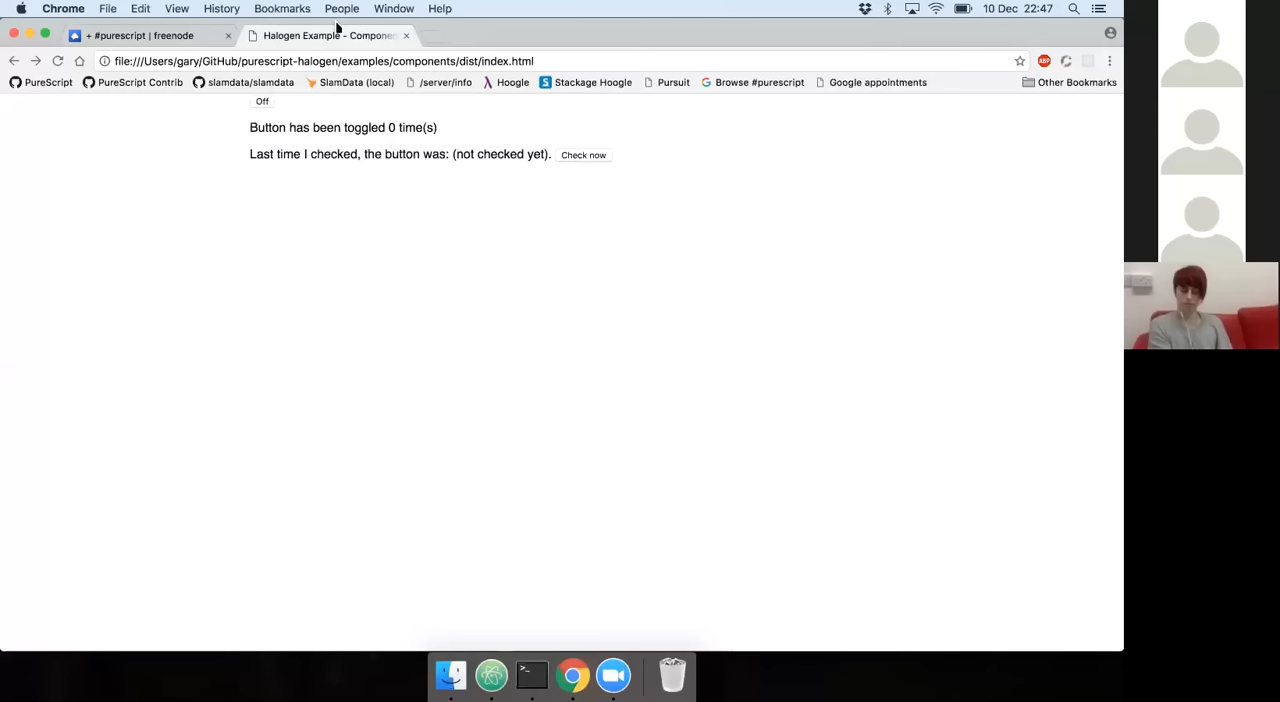 Chrome File Edit View History Bookmarks People Window Help 10 Dec 22:47
+ #purescript | freenode Halogen Example - Componen
file:///Users/gary/GitHub/purescript-halogen/examples/components/dist/index.html
PureScript PureScript Contrib slamdata/slamdata SlamData (local) /server/info Hoogle Stackage Hoogle Pursuit Browse #purescript Google appointments Other Bookmarks
Off
Button has been toggled 0 time(s)
Last time I checked, the button was: (not checked yet). Check now